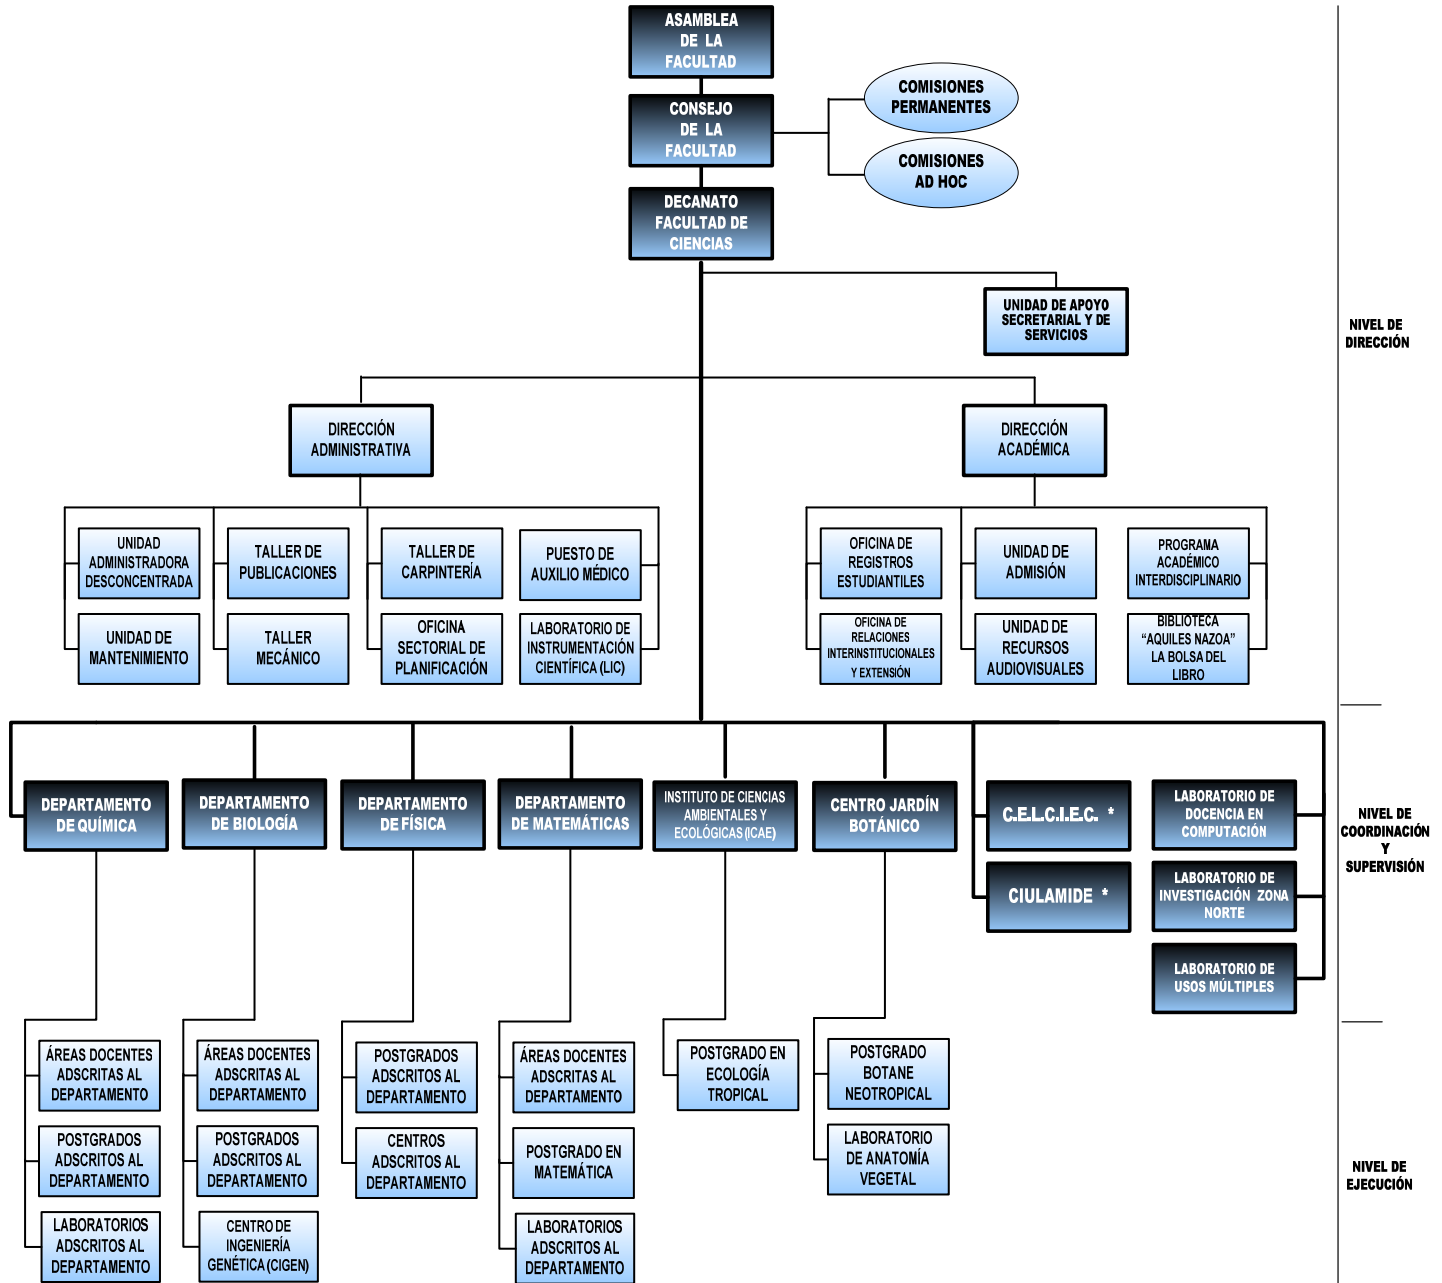 ASAMBLEA
DE LA
FACULTAD
CONSEJO
DE LA
FACULTAD
COMISIONES
PERMANENTES
COMISIONES
AD HOC
DECANATO
FACULTAD DE
CIENCIAS
UNIDAD DE APOYO
SECRETARIAL Y DE
SERVICIOS
NIVEL DE
DIRECCIÓN
DIRECCIÓN
ADMINISTRATIVA
DIRECCIÓN
ACADÉMICA
UNIDAD
ADMINISTRADORA
DESCONCENTRADA
TALLER DE
PUBLICACIONES
TALLER DE
CARPINTERÍA
PUESTO DE
AUXILIO MÉDICO
OFICINA DE
REGISTROS
ESTUDIANTILES
UNIDAD DE
ADMISIÓN
PROGRAMA
ACADÉMICO
INTERDISCIPLINARIO
UNIDAD DE
MANTENIMIENTO
TALLER
MECÁNICO
OFICINA
SECTORIAL DE
PLANIFICACIÓN
LABORATORIO DE
INSTRUMENTACIÓN
CIENTÍFICA (LIC)
OFICINA DE
RELACIONES
INTERINSTITUCIONALES
Y EXTENSIÓN
UNIDAD DE
RECURSOS
AUDIOVISUALES
BIBLIOTECA
“AQUILES NAZOA”
LA BOLSA DEL
LIBRO
DEPARTAMENTO
DE QUÍMICA
DEPARTAMENTO
DE BIOLOGÍA
DEPARTAMENTO
DE FÍSICA
DEPARTAMENTO
DE MATEMÁTICAS
INSTITUTO DE CIENCIAS
AMBIENTALES Y
ECOLÓGICAS (ICAE)
CENTRO JARDÍN
BOTÁNICO
C.E.L.C.I.E.C. *
LABORATORIO DE
DOCENCIA EN
COMPUTACIÓN
CIULAMIDE *
LABORATORIO DE
INVESTIGACIÓN ZONA
NORTE
LABORATORIO DE
USOS MÚLTIPLES
NIVEL DE
COORDINACIÓN
Y
SUPERVISIÓN
ÁREAS DOCENTES
ADSCRITAS AL
DEPARTAMENTO
ÁREAS DOCENTES
ADSCRITAS AL
DEPARTAMENTO
POSTGRADOS
ADSCRITOS AL
DEPARTAMENTO
ÁREAS DOCENTES
ADSCRITAS AL
DEPARTAMENTO
POSTGRADO EN
ECOLOGÍA
TROPICAL
POSTGRADO
BOTANE
NEOTROPICAL
POSTGRADOS
ADSCRITOS AL
DEPARTAMENTO
POSTGRADOS
ADSCRITOS AL
DEPARTAMENTO
CENTROS
ADSCRITOS AL
DEPARTAMENTO
POSTGRADO EN
MATEMÁTICA
LABORATORIO
DE ANATOMÍA
VEGETAL
LABORATORIOS
ADSCRITOS AL
DEPARTAMENTO
CENTRO DE
INGENIERÍA
GENÉTICA (CIGEN)
LABORATORIOS
ADSCRITOS AL
DEPARTAMENTO
NIVEL DE
EJECUCIÓN